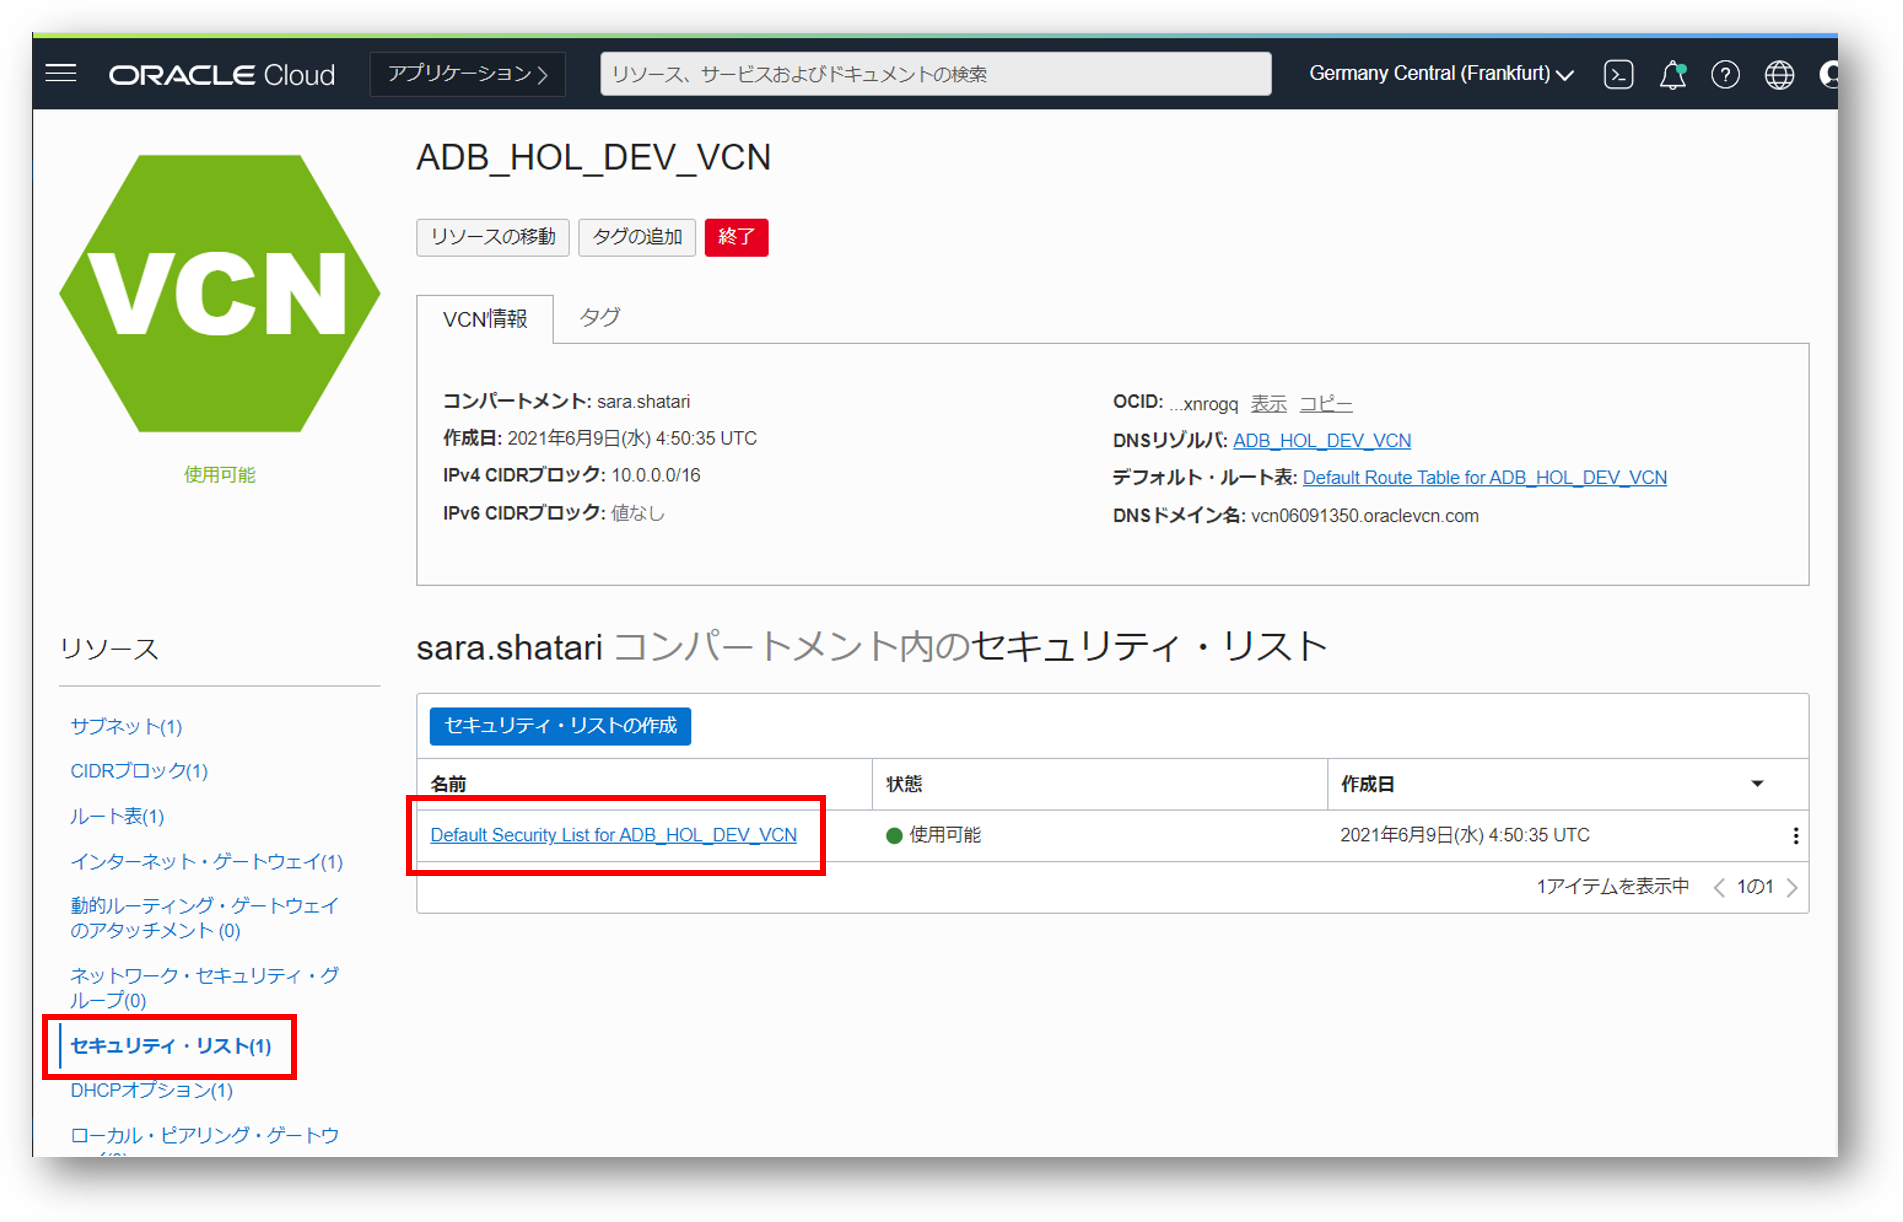 ORACLE Cloud
アプリケーション
リソース、サービスおよびドキュメントの検索
Germany Central (Frankfurt)
VCN
使用可能
ADB_HOL_DEV_VCN
リソースの移動
タグの追加
終了
VCN情報
タグ
コンパートメント: sara.shatari
作成日: 2021年6月9日(水) 4:50:35 UTC
IPv4 CIDRブロック: 10.0.0.0/16
IPv6 CIDRブロック: 値なし
OCID: ...xnrogq 表示 コピー
DNSリゾルバ: ADB_HOL_DEV_VCN
デフォルト・ルート表: Default Route Table for ADB_HOL_DEV_VCN
DNSドメイン名: vcn06091350.oraclevcn.com
リソース
サブネット(1)
CIDRブロック(1)
ルート表(1)
インターネット・ゲートウェイ(1)
動的ルーティング・ゲートウェイ
のアタッチメント (0)
ネットワーク・セキュリティ・グ
ループ(0)
セキュリティ・リスト(1)
DHCPオプション(1)
ローカル・ピアリング・ゲートウ
sara.shatari コンパートメント内のセキュリティ・リスト
セキュリティ・リストの作成
名前 状態 作成日
Default Security List for ADB_HOL_DEV_VCN 使用可能 2021年6月9日(水) 4:50:35 UTC
1アイテムを表示中 1の1